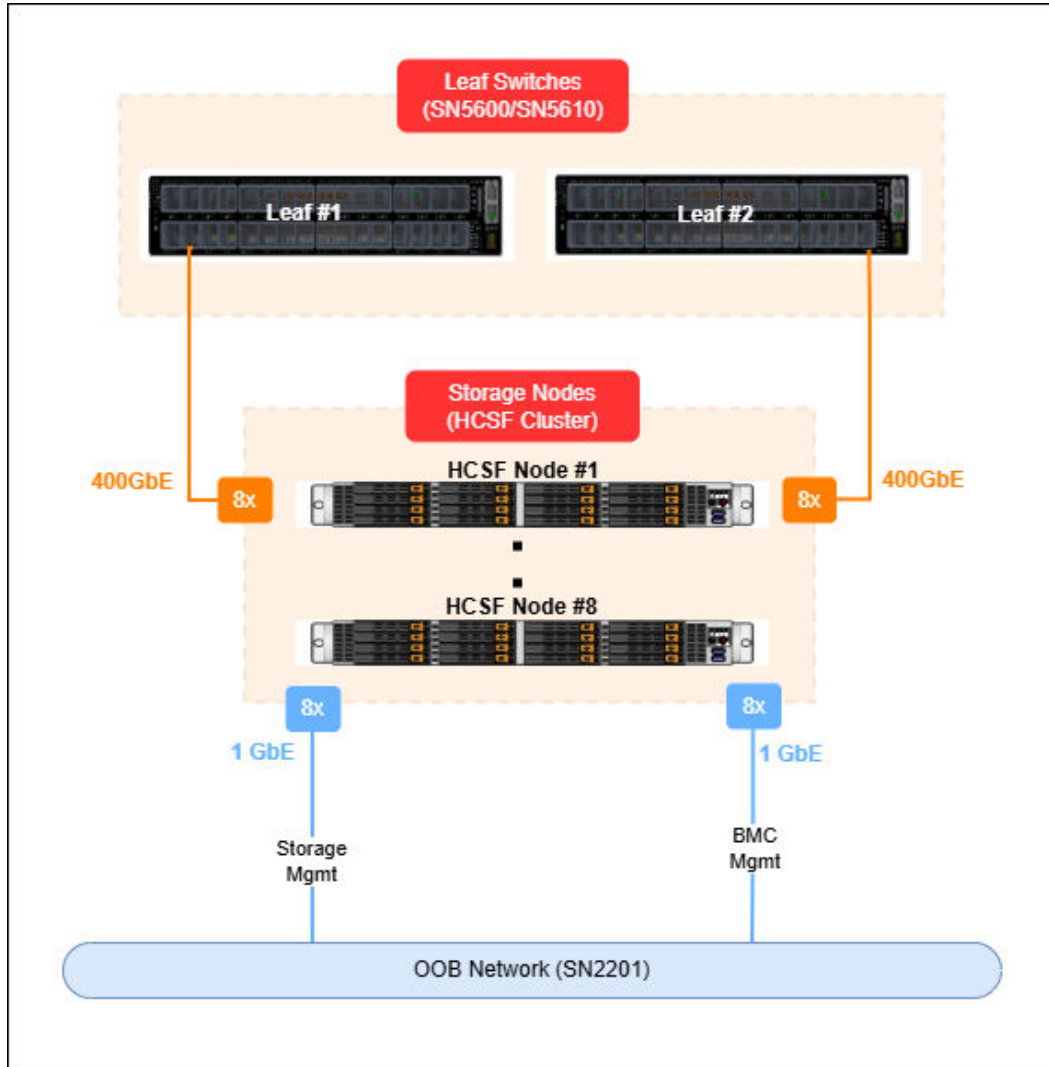 Leaf Switches
(SN5600/SN5610)
Leaf #1
Leaf #2
Storage Nodes
(HCSF Cluster)
HCSF Node #1
400GbE
8x
8x
400GbE
HCSF Node #8
8x
8x
1 GbE
1 GbE
Storage
Mgmt
BMC
Mgmt
OOB Network (SN2201)